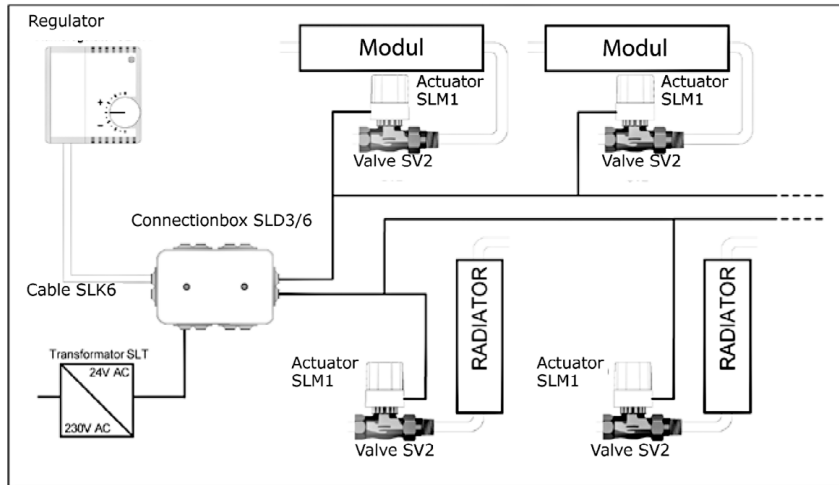 Regulator
Modul
Modul
Actuator
SLM1
Actuator
SLM1
Valve SV2
Valve SV2
Connectionbox SLD3/6
Cable SLK6
Transformator SLT
24V AC
230V AC
Actuator
SLM1
RADIATOR
Actuator
SLM1
RADIATOR
Valve SV2
Valve SV2